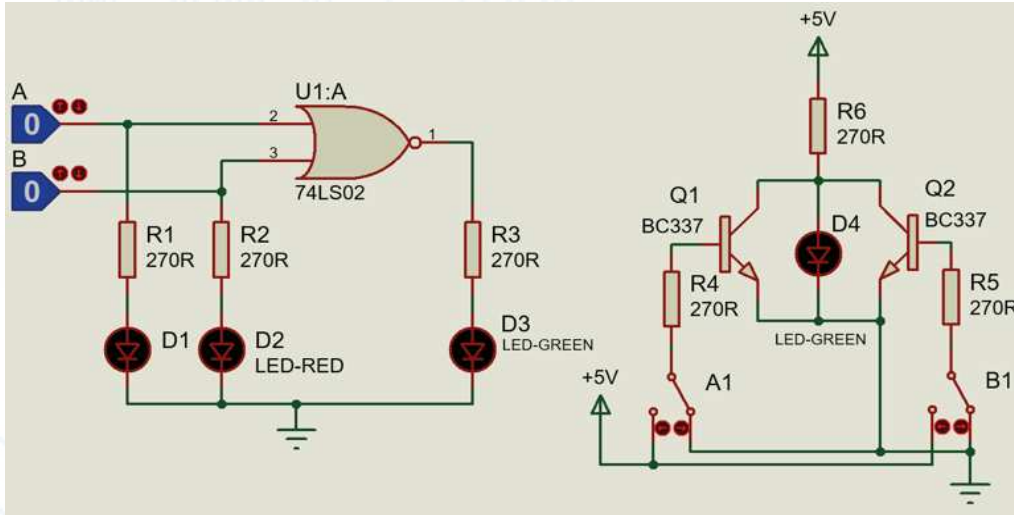 A
0
B
0
U1:A
2
3
1
74LS02
R1
270R
R2
270R
R3
270R
D1
D2
LED-RED
D3
LED-GREEN
+5V
R6
270R
Q1
BC337
Q2
BC337
D4
LED-GREEN
R4
270R
R5
270R
+5V
A1
B1